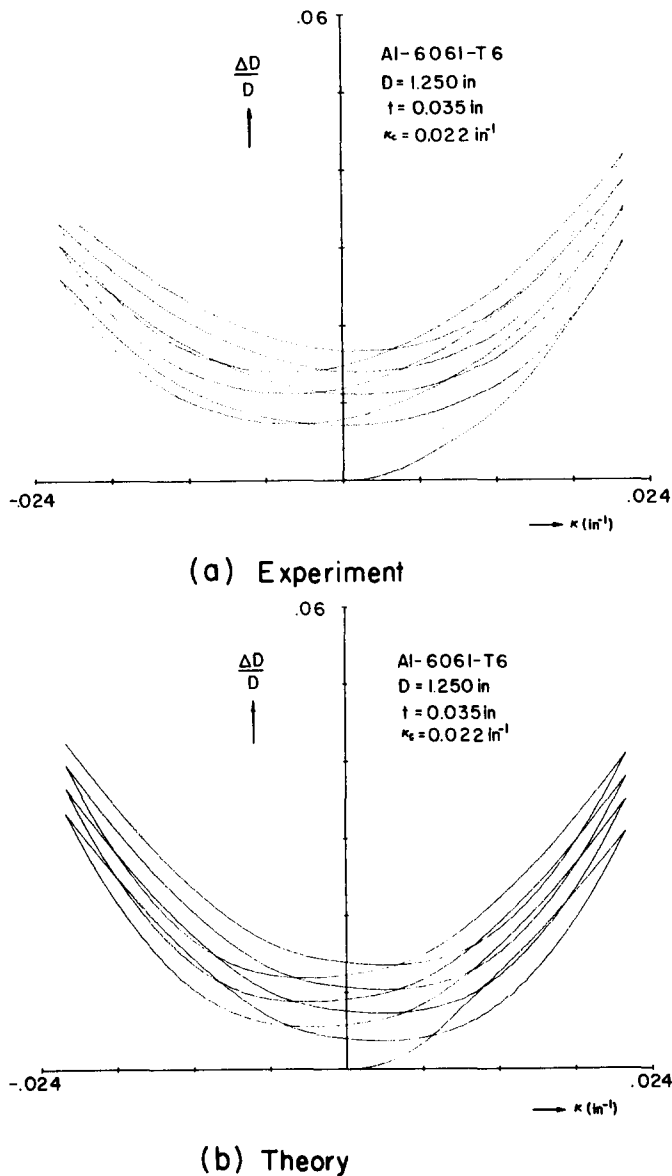 .06
ΔD
D
Al-6061-T6
D = 1.250 in
t = 0.035 in
κc = 0.022 in⁻¹
-.024
.024
κ (in⁻¹)
(a) Experiment
.06
ΔD
D
Al-6061-T6
D = 1.250 in
t = 0.035 in
κc = 0.022 in⁻¹
-.024
.024
κ (in⁻¹)
(b) Theory